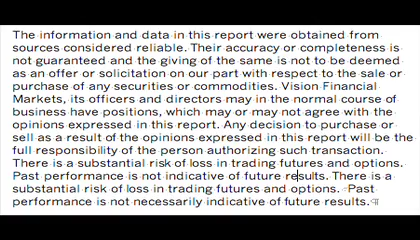 The information and data in this report were obtained from
sources considered reliable. Their accuracy or completeness is
not guaranteed and the giving of the same is not to be deemed
as an offer or solicitation on our part with respect to the sale or
purchase of any securities or commodities. Vision Financial
Markets, its officers and directors may in the normal course of
business have positions, which may or may not agree with the
opinions expressed in this report. Any decision to purchase or
sell as a result of the opinions expressed in this report will be the
full responsibility of the person authorizing such transaction.
There is a substantial risk of loss in trading futures and options.
Past performance is not indicative of future results. There is a
substantial risk of loss in trading futures and options. Past
performance is not necessarily indicative of future results.¶